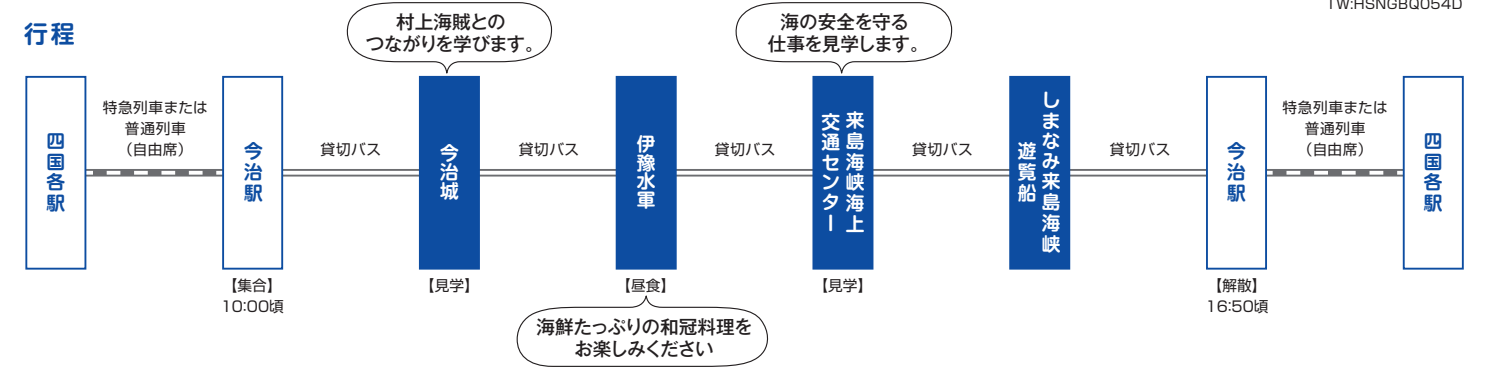 TW:HSNGBQ054D
行程
村上海賊との
つながりを学びます。
海の安全を守る
仕事を見学します。
四国各駅
特急列車または
普通列車
（自由席）
今治駅
【集合】
10:00頃
貸切バス
今治城
【見学】
貸切バス
伊豫水軍
【昼食】
海鮮たっぷりの和冠料理を
お楽しみください
貸切バス
来島海峡海上
交通センター
【見学】
貸切バス
しまなみ来島海峡
遊覧船
貸切バス
今治駅
【解散】
16:50頃
特急列車または
普通列車
（自由席）
四国各駅